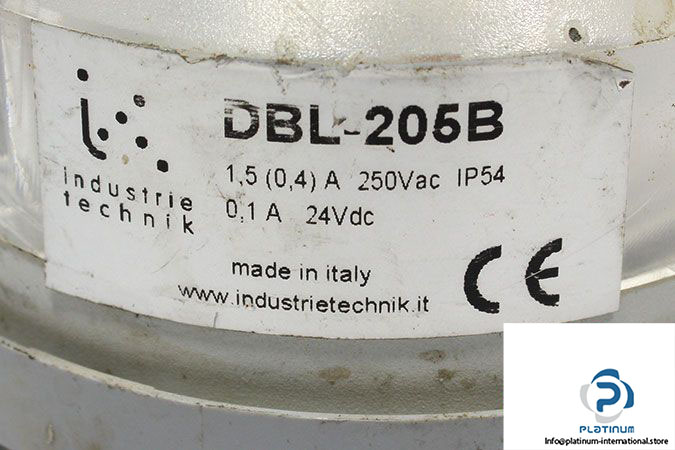 industrie
technik
DBL-205B
1,5 (0,4) A 250Vac IP54
0,1 A 24Vdc
made in italy
www.industrietechnik.it
CE
PLATINUM
Info@platinum-international.store